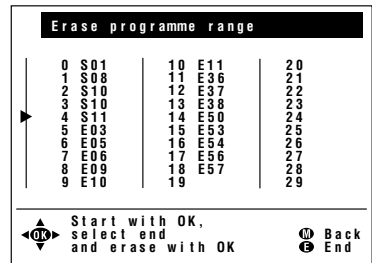 Erase programme range
0 S01 10 E11 20
1 S08 11 E36 21
2 S10 12 E37 22
3 S10 13 E38 23
4 S11 14 E50 24
5 E03 15 E53 25
6 E05 16 E54 26
7 E06 17 E56 27
8 E09 18 E57 28
9 E10 19 29
Start with OK,
OK select end M Back
and erase with OK E End